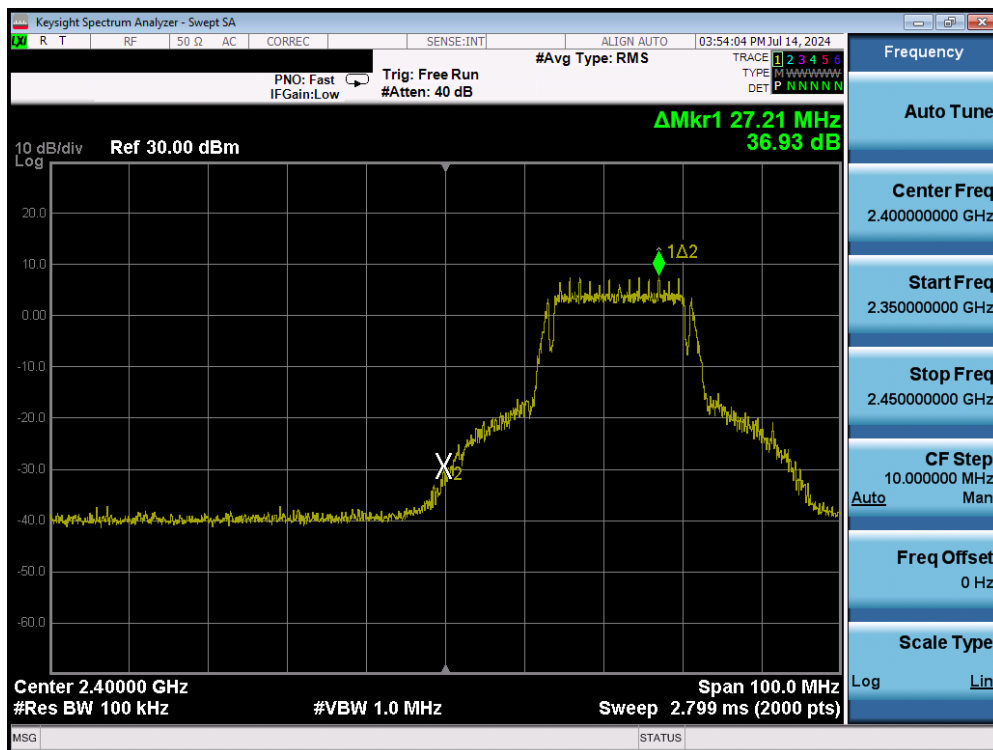 Keysight Spectrum Analyzer - Swept SA
LXI R T RF 50 Ω AC CORREC SENSE:INT ALIGN AUTO 03:54:04 PM Jul 14, 2024
Frequency
#Avg Type: RMS
TRACE 1 2 3 4 5 6
PNO: Fast Trig: Free Run
TYPE M W W W W W
IFGain:Low #Atten: 40 dB
DET P N N N N N
Auto Tune
ΔMkr1 27.21 MHz
36.93 dB
10 dB/div Ref 30.00 dBm
Log
Center Freq
2.400000000 GHz
20.0
10.0
1Δ2
Start Freq
2.350000000 GHz
0.00
Stop Freq
2.450000000 GHz
-10.0
-20.0
-30.0
X2
CF Step
10.000000 MHz
Auto Man
-40.0
-50.0
Freq Offset
0 Hz
-60.0
Scale Type
Log Lin
Center 2.40000 GHz Span 100.0 MHz
#Res BW 100 kHz #VBW 1.0 MHz Sweep 2.799 ms (2000 pts)
MSG STATUS